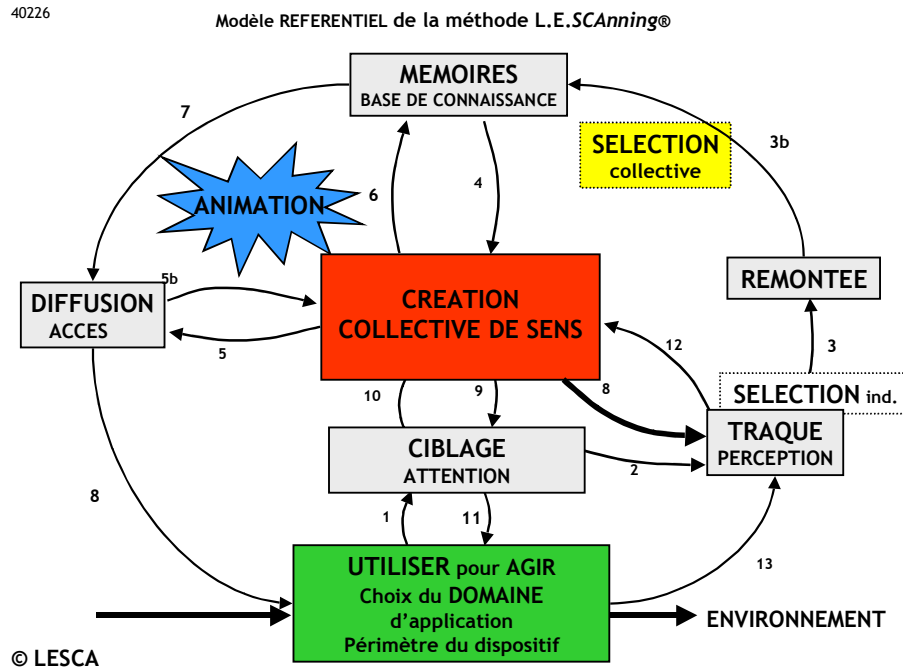 40226
Modèle REFERENTIEL de la méthode L.E.SCAnning®
MEMOIRES
BASE DE CONNAISSANCE
7
SELECTION
collective
3b
ANIMATION
6
4
5b
DIFFUSION
ACCES
CREATION
COLLECTIVE DE SENS
REMONTEE
5
12
3
10
9
8
SELECTION ind.
CIBLAGE
ATTENTION
TRAQUE
PERCEPTION
2
8
1
11
UTILISER pour AGIR
Choix du DOMAINE
d'application
Périmètre du dispositif
13
ENVIRONNEMENT
© LESCA